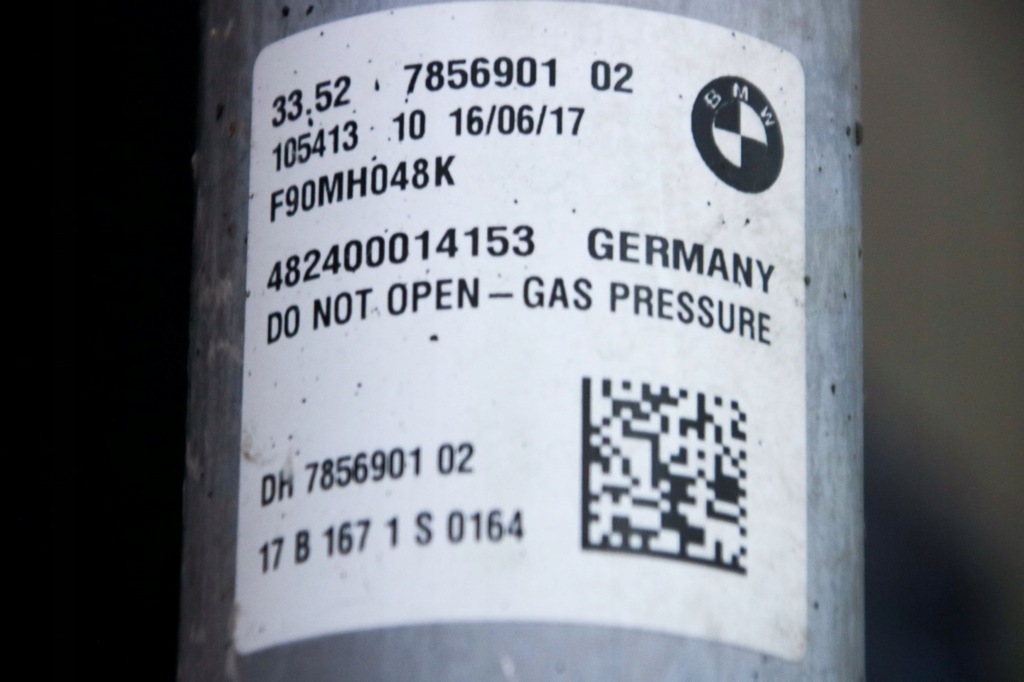 33.52 7856901 02
105413 10 16/06/17
F90MH048K
BMW
482400014153 GERMANY
DO NOT OPEN – GAS PRESSURE
DH 7856901 02
17 B 167 1 S 0164